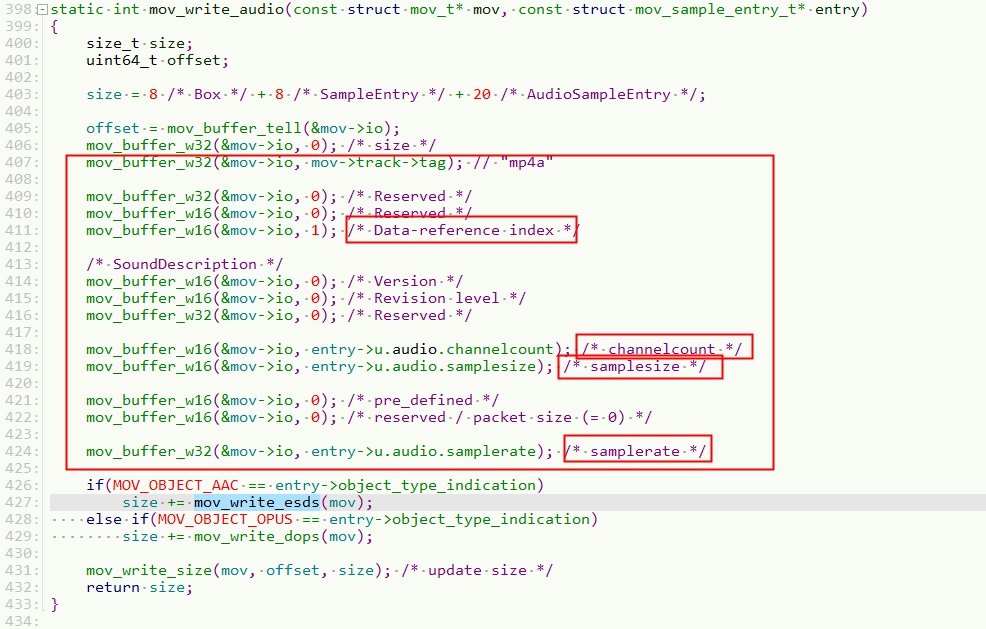 398: static int mov_write_audio(const struct mov_t* mov, const struct mov_sample_entry_t* entry)
399: {
400:     size_t size;
401:     uint64_t offset;
402:
403:     size = 8 /* Box */ + 8 /* SampleEntry */ + 20 /* AudioSampleEntry */;
404:
405:     offset = mov_buffer_tell(&mov->io);
406:     mov_buffer_w32(&mov->io, 0); /* size */
407:     mov_buffer_w32(&mov->io, mov->track->tag); // "mp4a"
408:
409:     mov_buffer_w32(&mov->io, 0); /* Reserved */
410:     mov_buffer_w16(&mov->io, 0); /* Reserved */
411:     mov_buffer_w16(&mov->io, 1); /* Data-reference index */
412:
413:     /* SoundDescription */
414:     mov_buffer_w16(&mov->io, 0); /* Version */
415:     mov_buffer_w16(&mov->io, 0); /* Revision level */
416:     mov_buffer_w32(&mov->io, 0); /* Reserved */
417:
418:     mov_buffer_w16(&mov->io, entry->u.audio.channelcount); /* channelcount */
419:     mov_buffer_w16(&mov->io, entry->u.audio.samplesize); /* samplesize */
420:
421:     mov_buffer_w16(&mov->io, 0); /* pre_defined */
422:     mov_buffer_w16(&mov->io, 0); /* reserved / packet size (= 0) */
423:
424:     mov_buffer_w32(&mov->io, entry->u.audio.samplerate); /* samplerate */
425:
426:     if(MOV_OBJECT_AAC == entry->object_type_indication)
427:         size += mov_write_esds(mov);
428:     else if(MOV_OBJECT_OPUS == entry->object_type_indication)
429:         size += mov_write_dops(mov);
430:
431:     mov_write_size(mov, offset, size); /* update size */
432:     return size;
433: }
434: